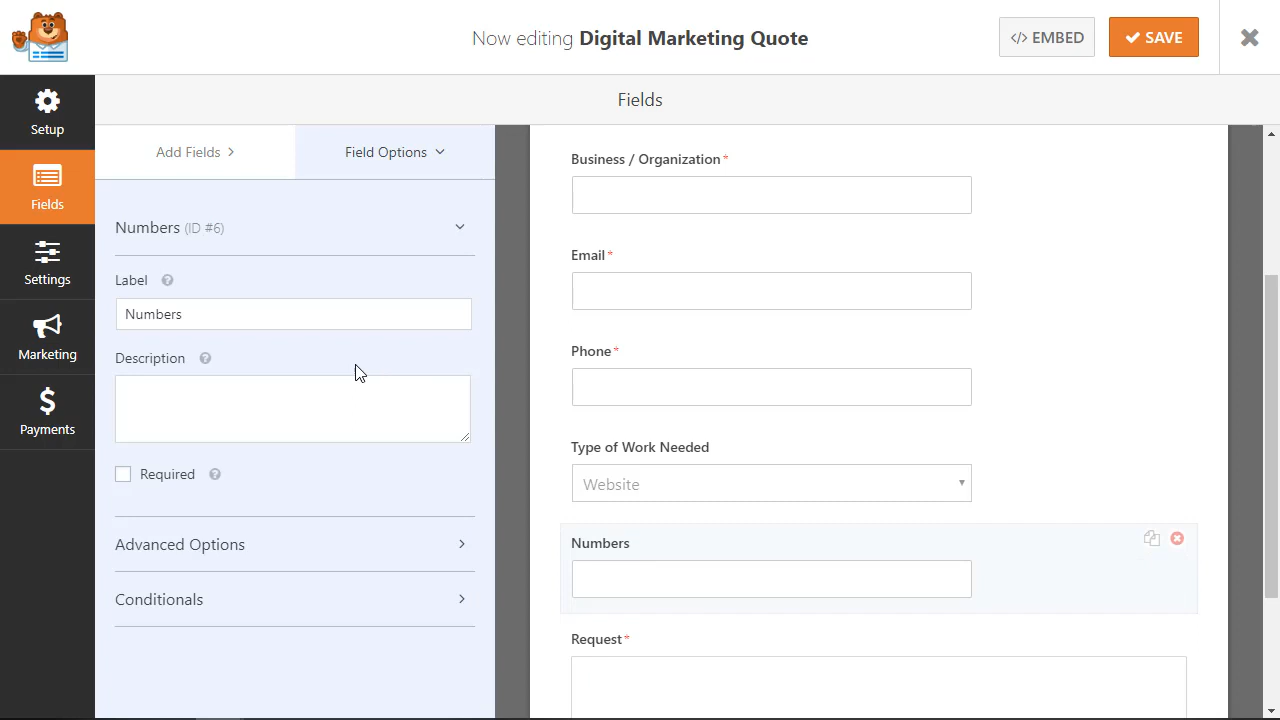 Now editing Digital Marketing Quote
</> EMBED
SAVE
Setup
Fields
Settings
Marketing
Payments
Fields
Add Fields
Field Options
Numbers (ID #6)
Label
Numbers
Description
Required
Advanced Options
Conditionals
Business / Organization *
Email *
Phone *
Type of Work Needed
Website
Numbers
Request *